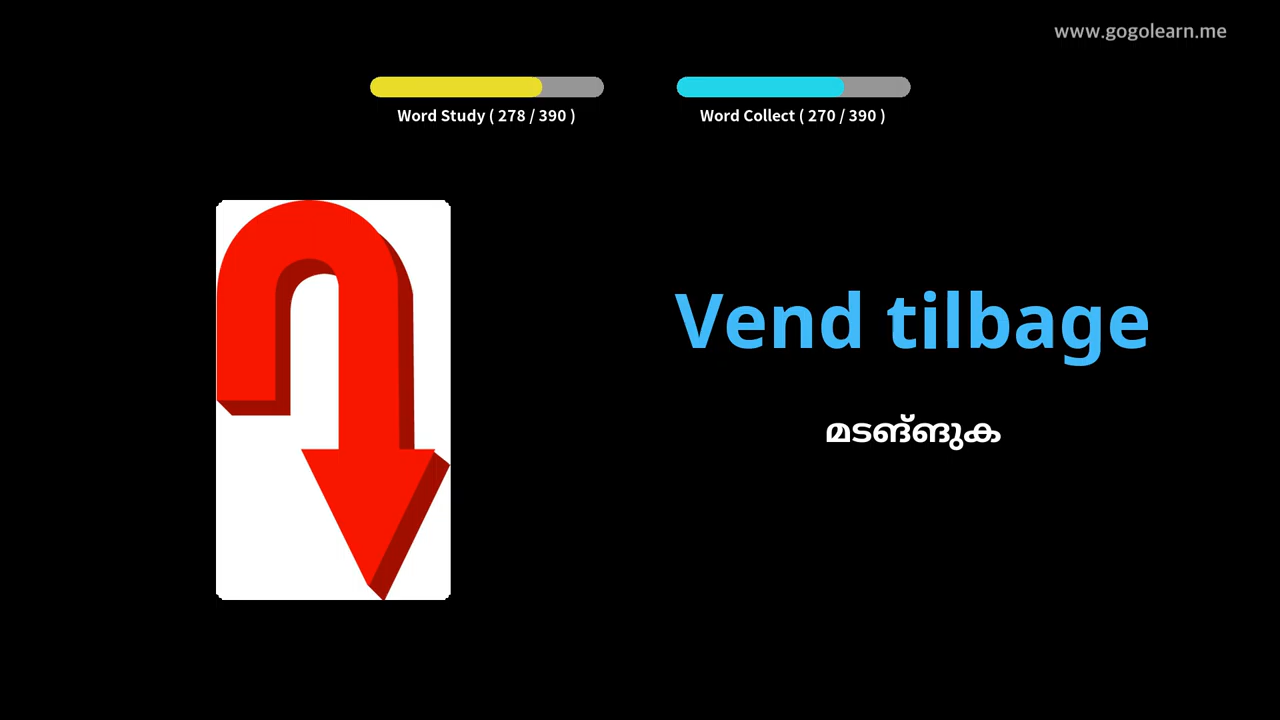 www.gogolearn.me
Word Study ( 278 / 390 )
Word Collect ( 270 / 390 )
Vend tilbage
മടങ്ങുക